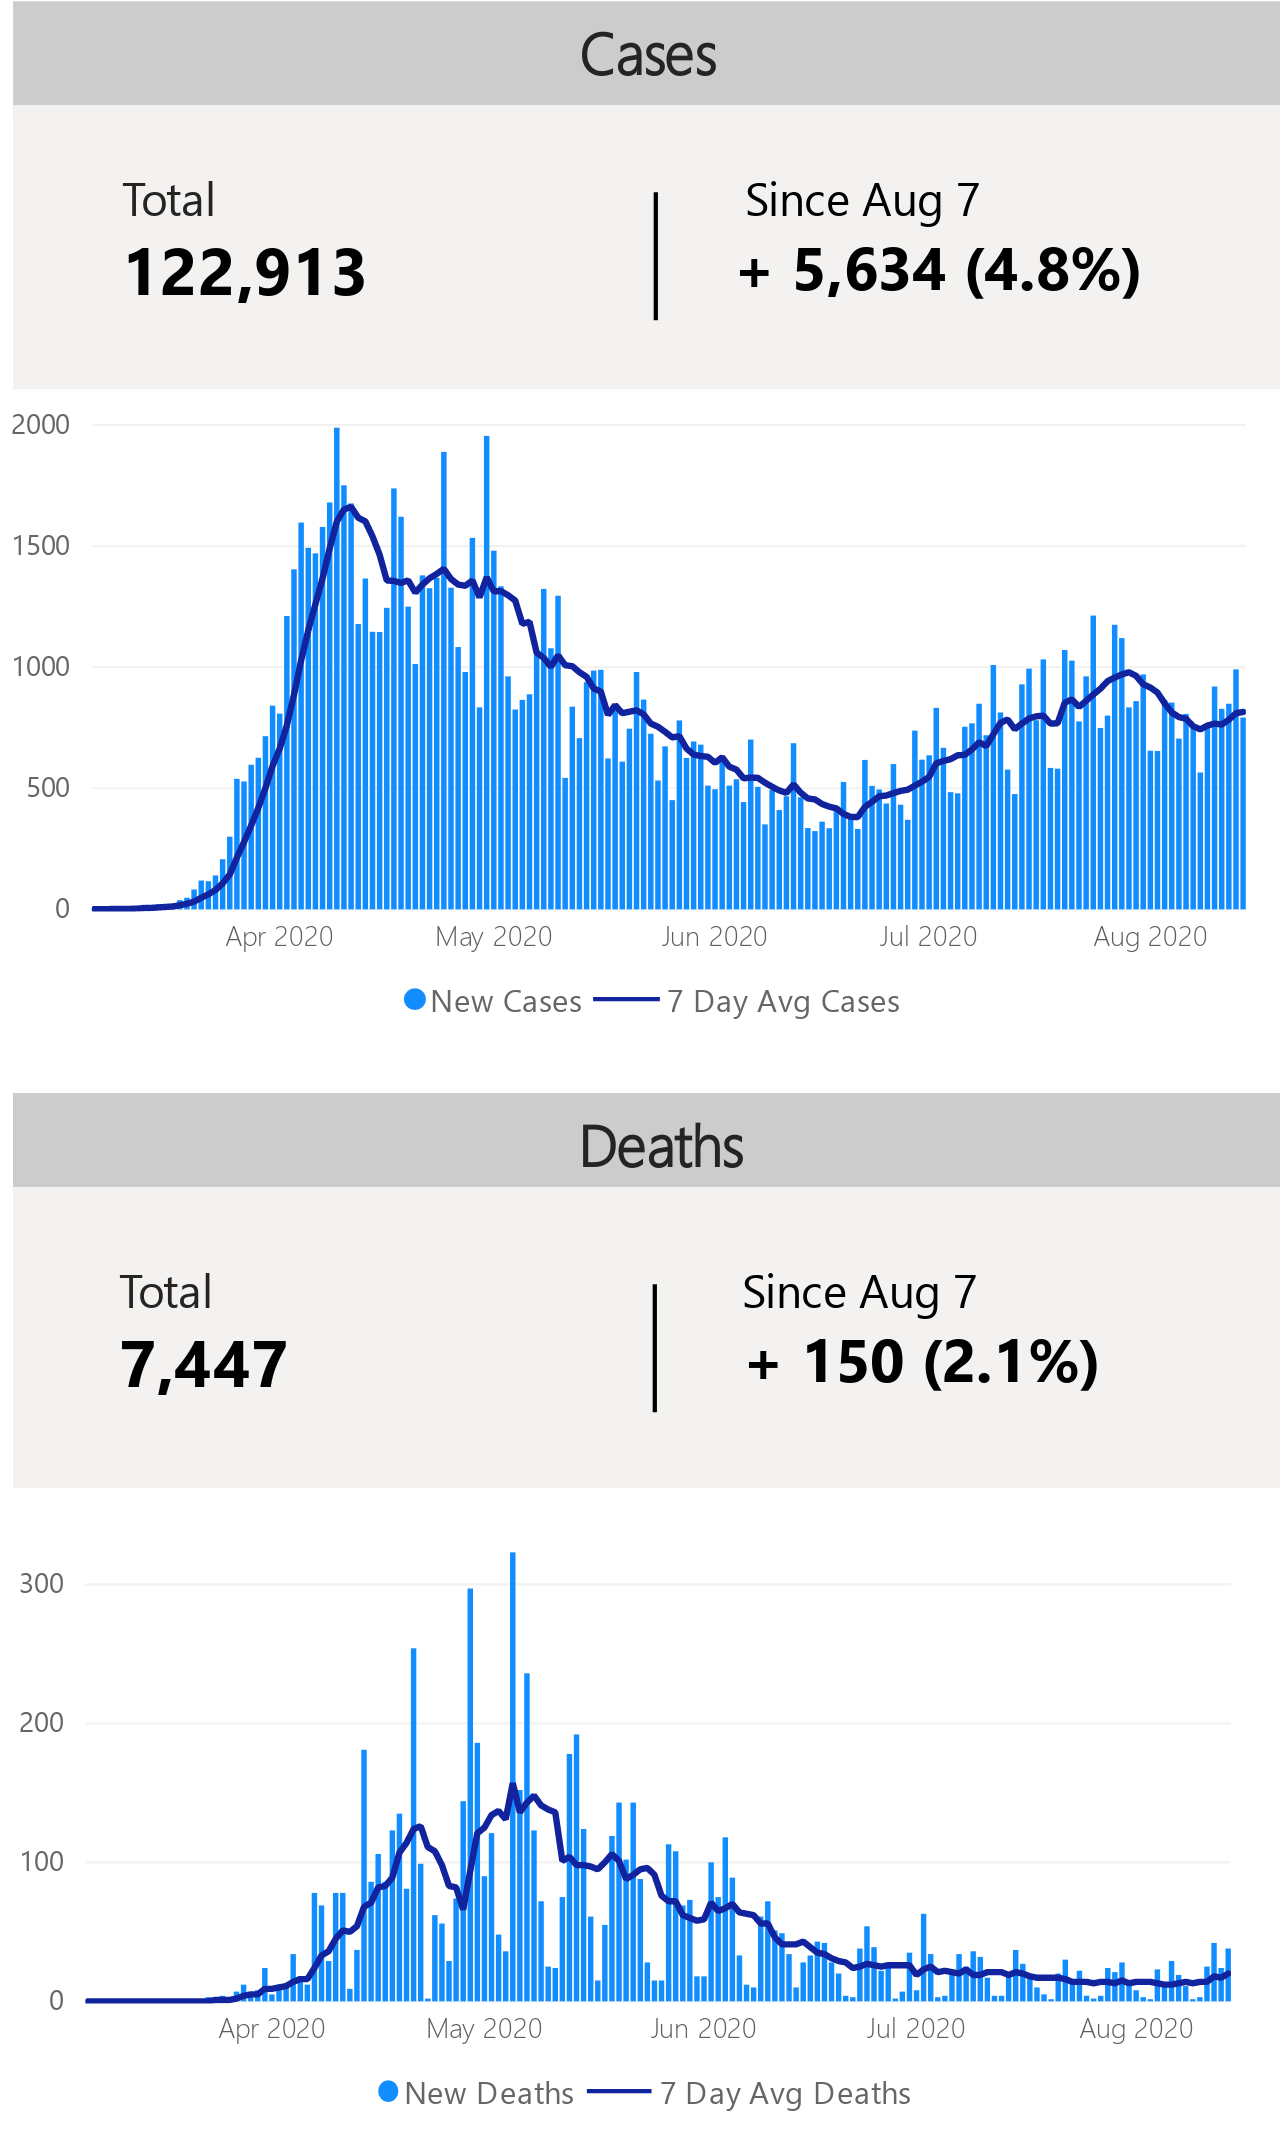 Cases
Total
Since Aug 7
122,913
+ 5,634 (4.8%)
2000
1500
1000
500
0
Apr 2020
May 2020
Jun 2020
Jul 2020
Aug 2020
New Cases
7 Day Avg Cases
Deaths
Total
Since Aug 7
7,447
+ 150 (2.1%)
300
200
100
0
Apr 2020
May 2020
Jun 2020
Jul 2020
Aug 2020
New Deaths
7 Day Avg Deaths